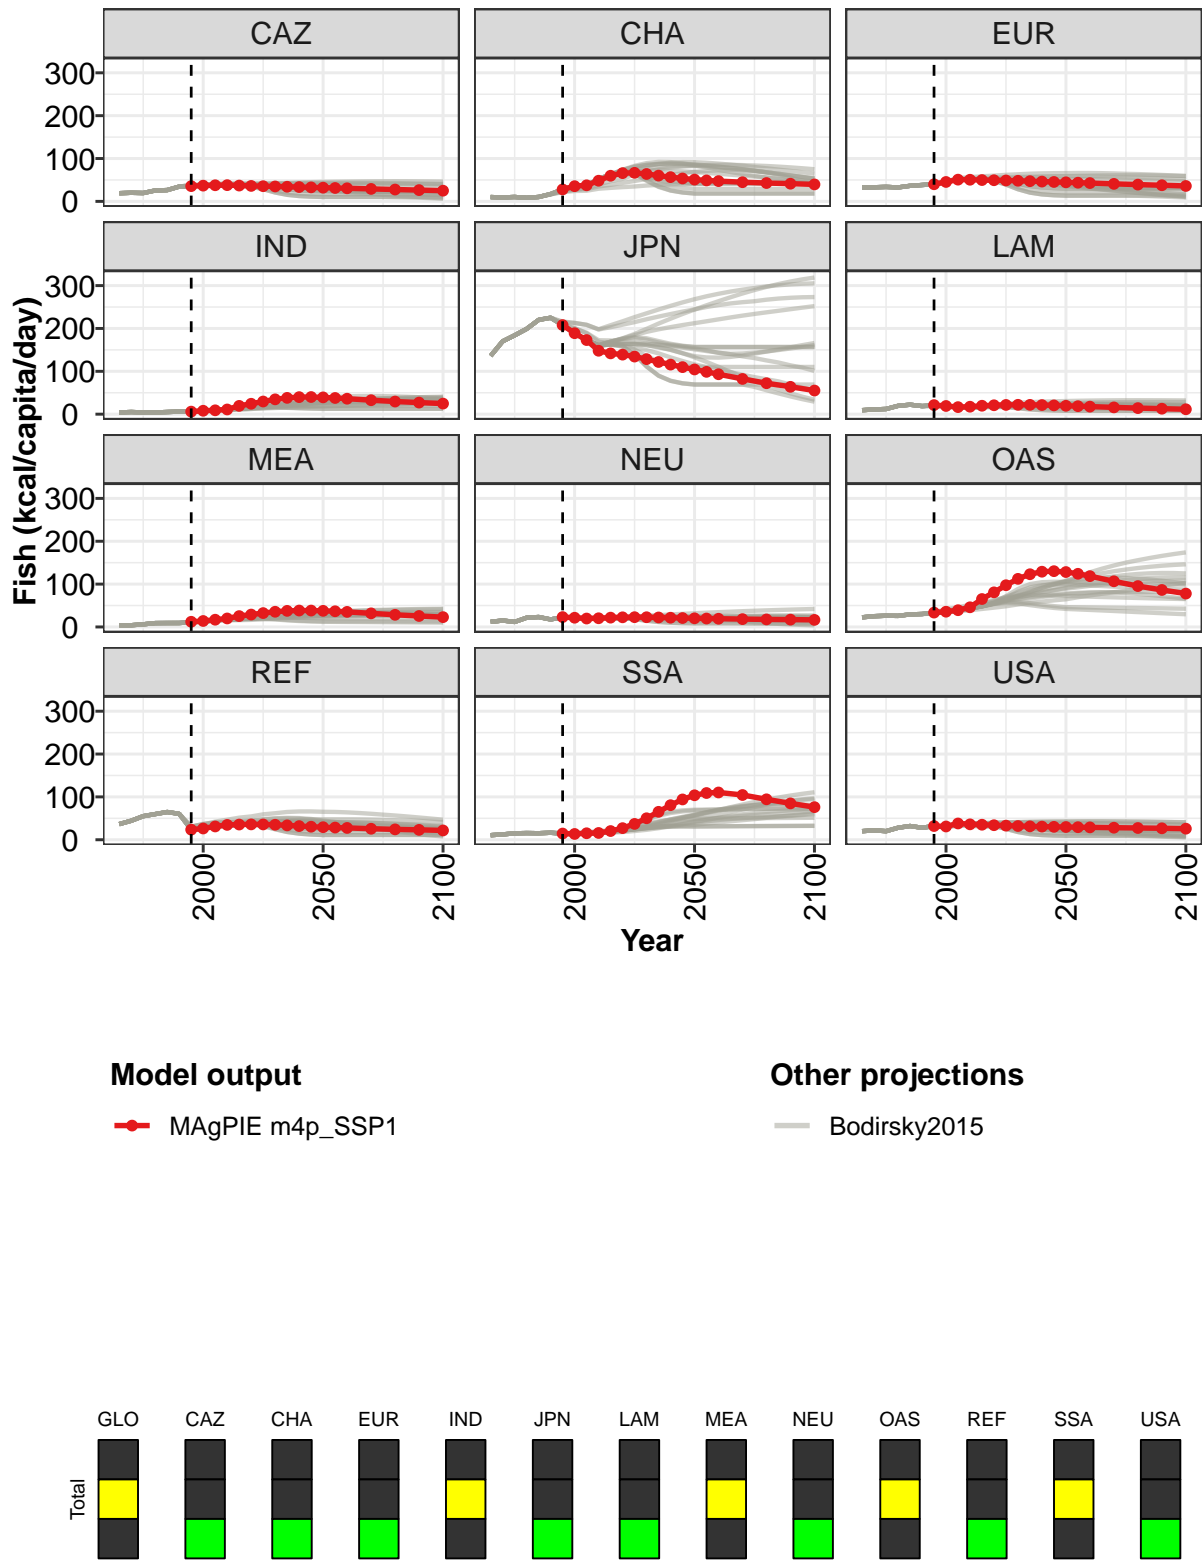 CAZ CHA EUR
300
200
100
0
IND JPN LAM
300
200
100
0
MEA NEU OAS
300
200
100
0
REF SSA USA
300
200
100
0
Fish (kcal/capita/day)
2000 2050 2100 2000 2050 2100 2000 2050 2100
Year
Model output Other projections
MAgPIE m4p_SSP1 Bodirsky2015
GLO CAZ CHA EUR IND JPN LAM MEA NEU OAS REF SSA USA
Total